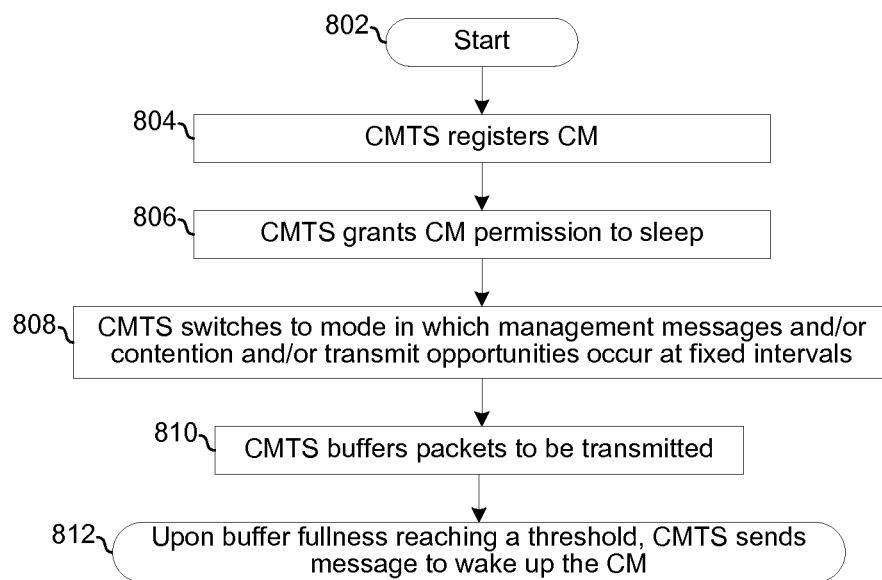 802
Start
804
CMTS registers CM
806
CMTS grants CM permission to sleep
808
CMTS switches to mode in which management messages and/or
contention and/or transmit opportunities occur at fixed intervals
810
CMTS buffers packets to be transmitted
812
Upon buffer fullness reaching a threshold, CMTS sends
message to wake up the CM